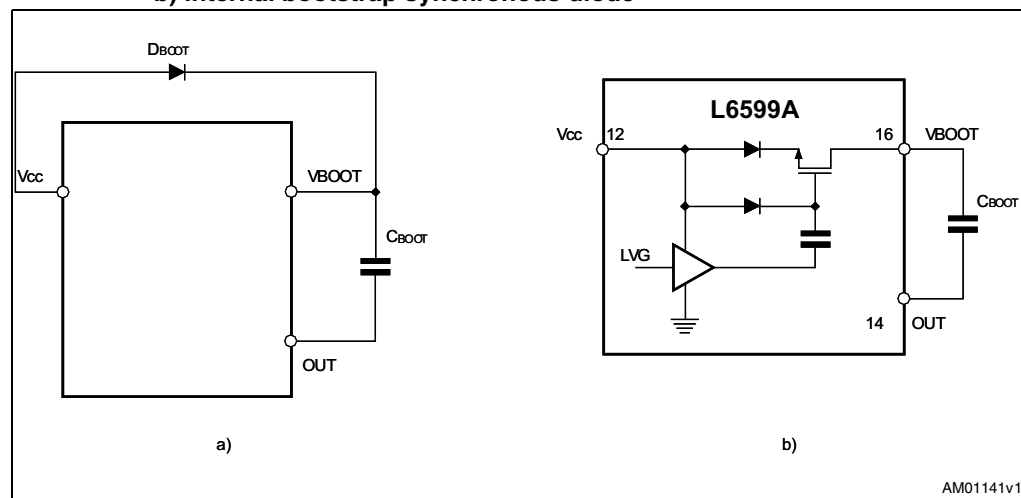 b) Internal bootstrap synchronous diode
DBOOT
Vcc
VBOOT
CBOOT
OUT
a)
L6599A
Vcc
12
16
VBOOT
CBOOT
LVG
14
OUT
b)
AM01141v1